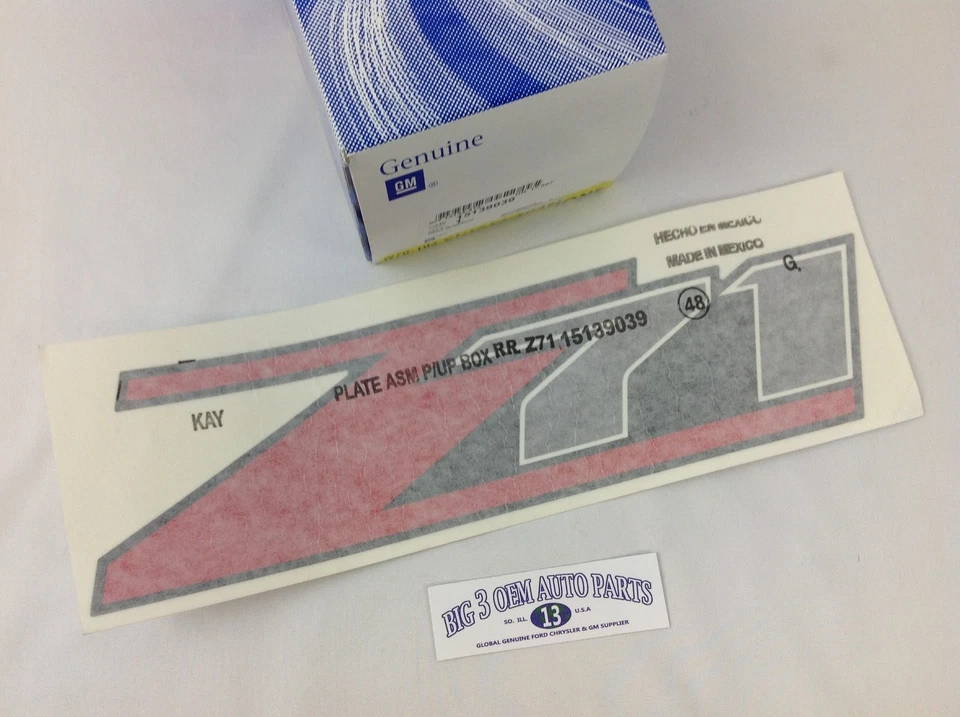 Genuine
GM ®
15139039
HECHO EN MEXICO
MADE IN MEXICO
G.
48
PLATE ASM P/UP BOX RR Z71 15139039
Z71
KAY
BIG 3 OEM AUTO PARTS
SO. ILL. 13 U.S.A
GLOBAL GENUINE FORD CHRYSLER & GM SUPPLIER